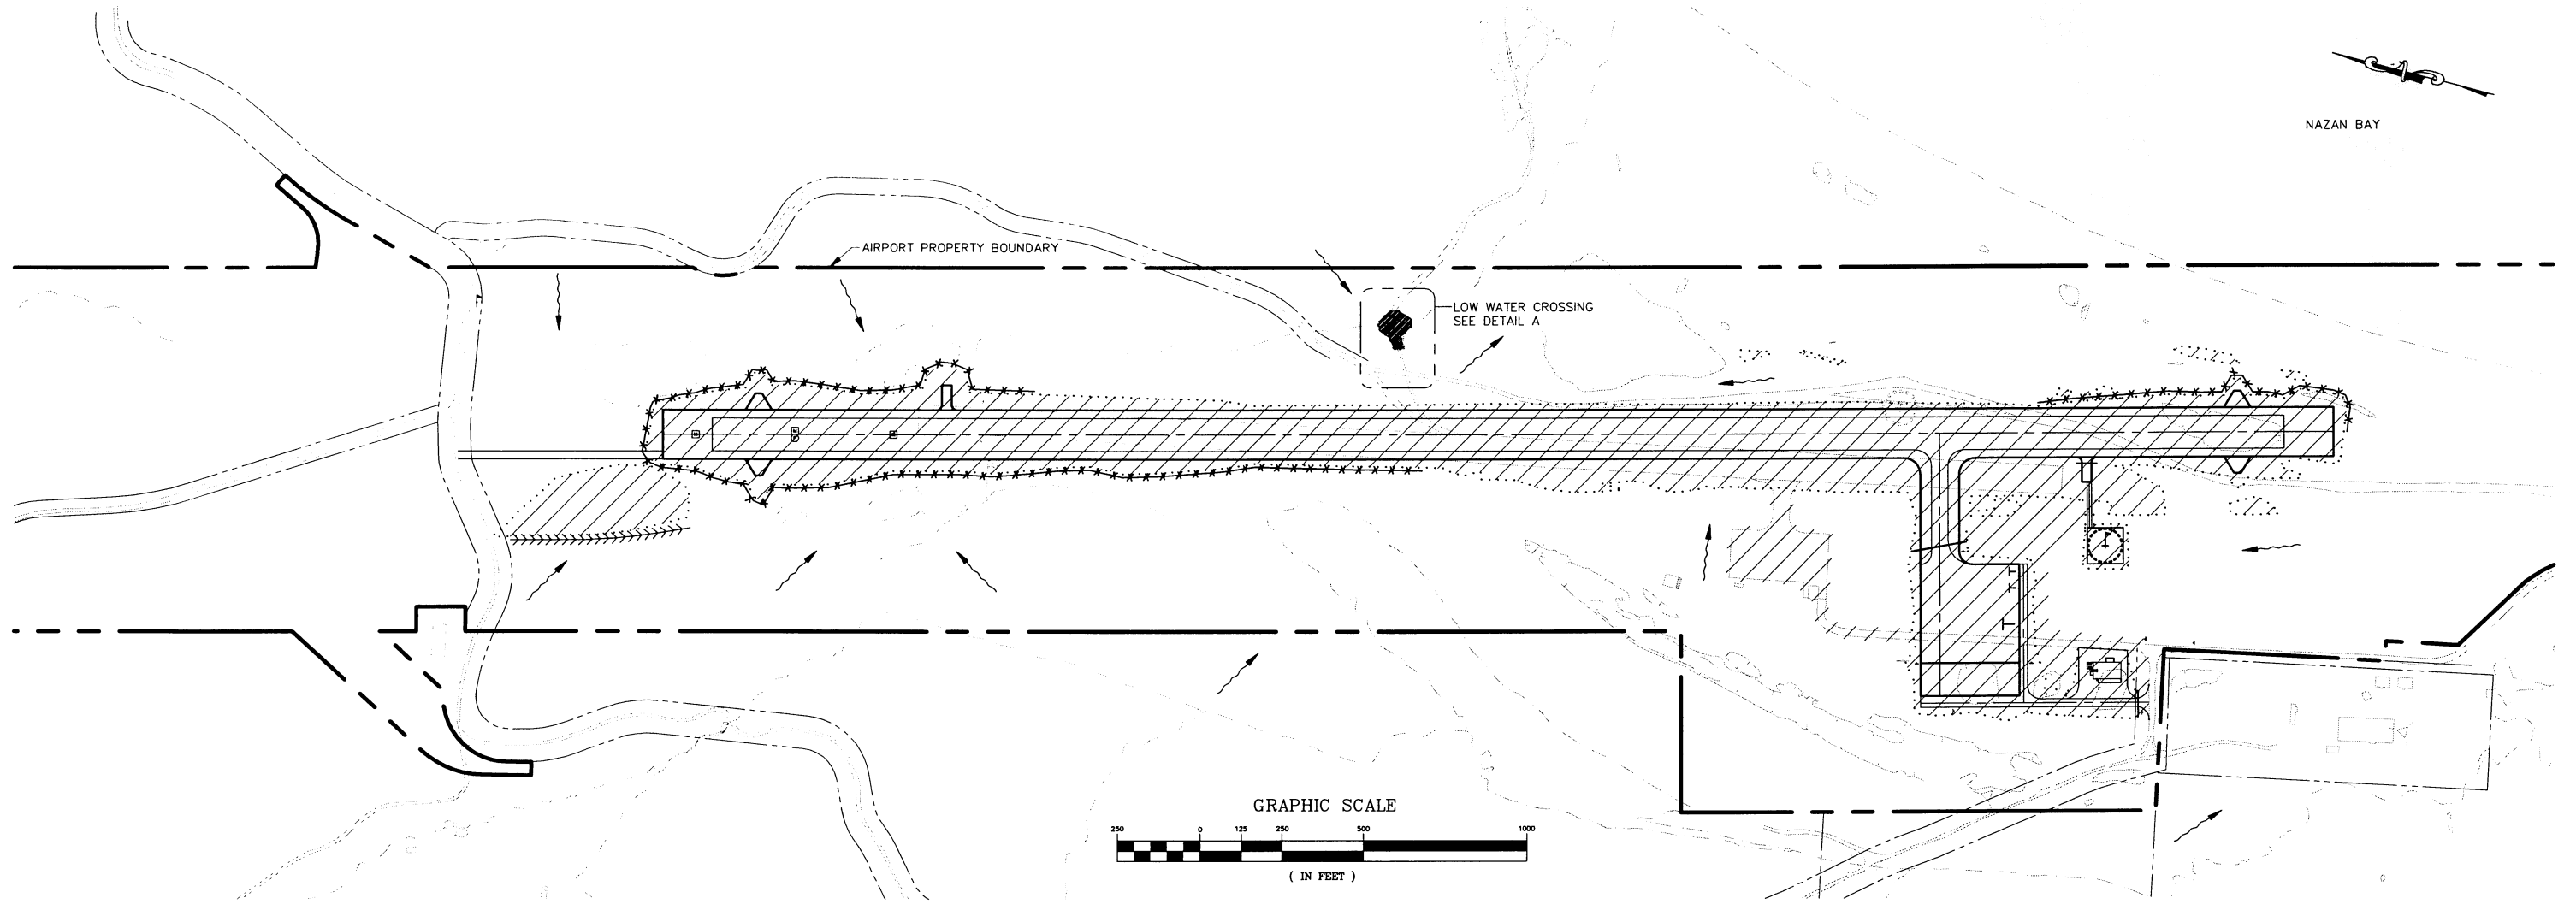 NAZAN BAY
AIRPORT PROPERTY BOUNDARY
LOW WATER CROSSING
SEE DETAIL A
GRAPHIC SCALE
250 0 125 250 500 1000
( IN FEET )